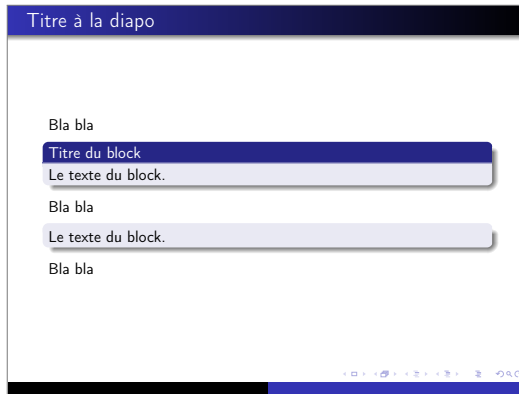 Titre à la diapo
Bla bla
Titre du block
Le texte du block.
Bla bla
Le texte du block.
Bla bla